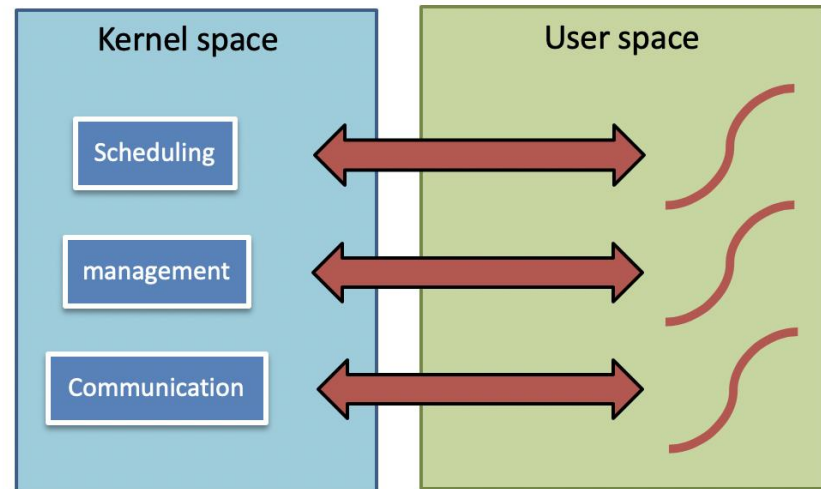 Kernel space
User space
Scheduling
management
Communication